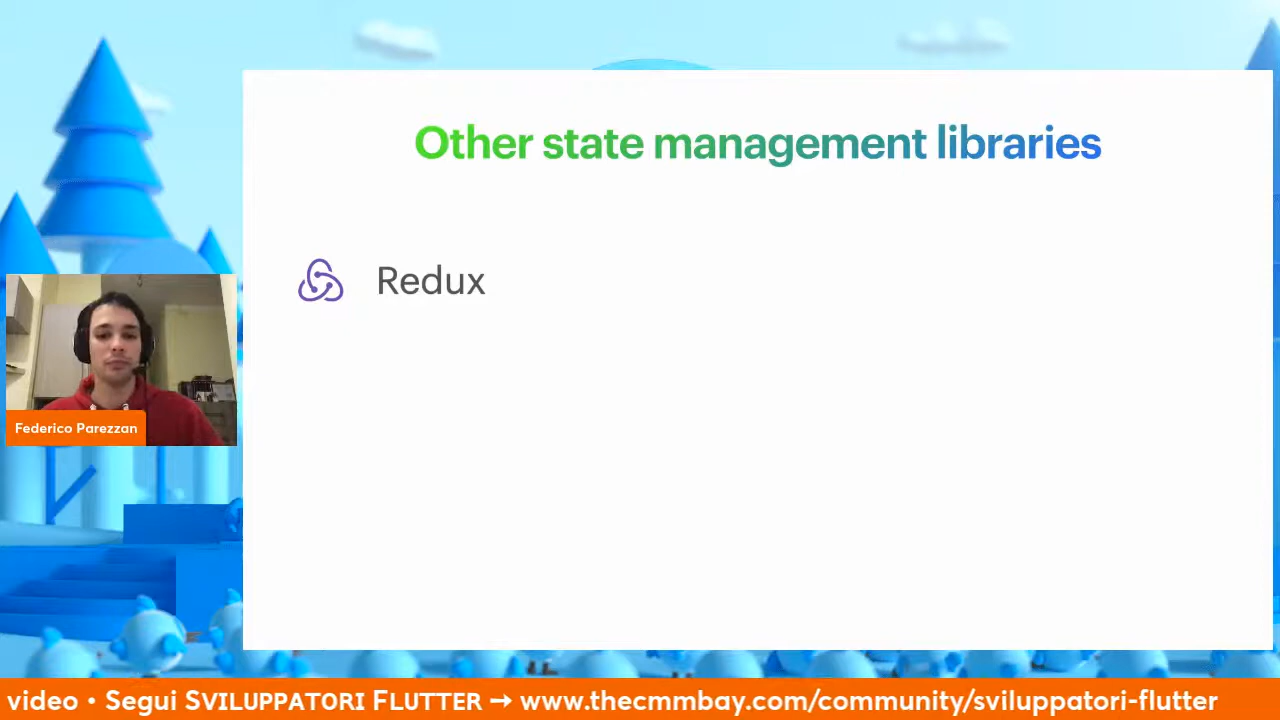 Other state management libraries
Redux
Federico Parezzan
video • Segui SVILUPPATORI FLUTTER → www.thecmmbay.com/community/sviluppatori-flutter